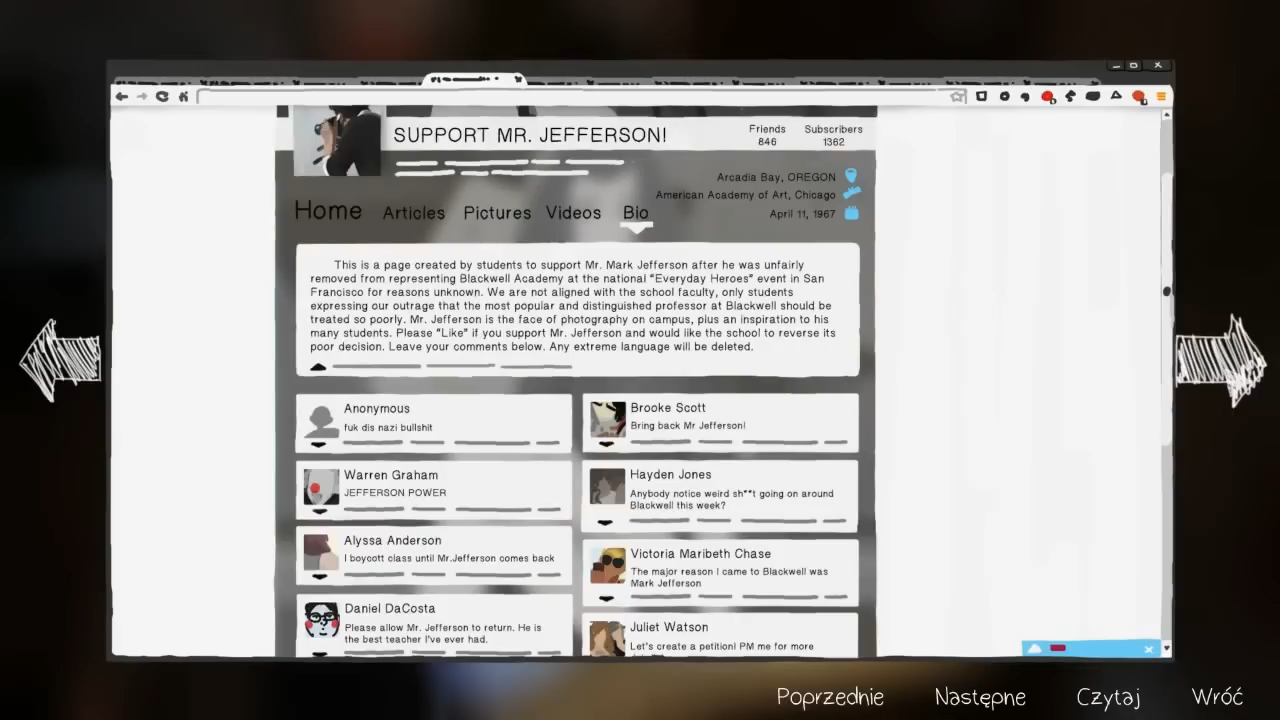 SUPPORT MR. JEFFERSON!
Friends
846
Subscribers
1362
Arcadia Bay, OREGON
American Academy of Art, Chicago
April 11, 1967
Home Articles Pictures Videos Bio
This is a page created by students to support Mr. Mark Jefferson after he was unfairly
removed from representing Blackwell Academy at the national "Everyday Heroes" event in San
Francisco for reasons unknown. We are not aligned with the school faculty, only students
expressing our outrage that the most popular and distinguished professor at Blackwell should be
treated so poorly. Mr. Jefferson is the face of photography on campus, plus an inspiration to his
many students. Please "Like" if you support Mr. Jefferson and would like the school to reverse its
poor decision. Leave your comments below. Any extreme language will be deleted.
Anonymous
fuk dis nazi bullshit
Warren Graham
JEFFERSON POWER
Alyssa Anderson
I boycott class until Mr.Jefferson comes back
Daniel DaCosta
Please allow Mr. Jefferson to return. He is
the best teacher I've ever had.
Brooke Scott
Bring back Mr Jefferson!
Hayden Jones
Anybody notice weird sh**t going on around
Blackwell this week?
Victoria Maribeth Chase
The major reason I came to Blackwell was
Mark Jefferson
Juliet Watson
Let's create a petition! PM me for more
Poprzednie Następne Czytaj Wróć